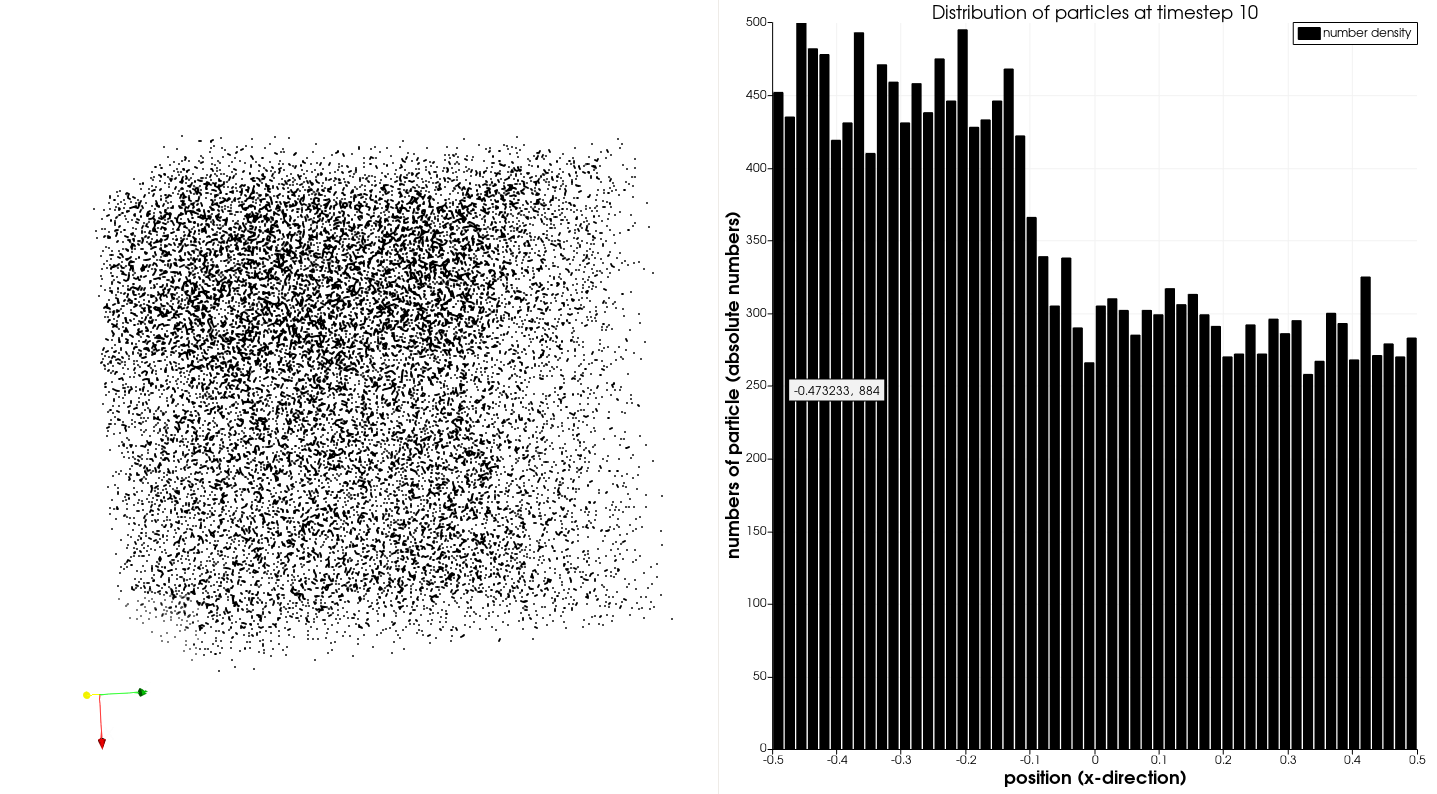 Distribution of particles at timestep 10
number density
numbers of particle (absolute numbers)
500
450
400
350
300
250
200
150
100
50
0
-0.473233, 884
-0.5 -0.4 -0.3 -0.2 -0.1 0 0.1 0.2 0.3 0.4 0.5
position (x-direction)